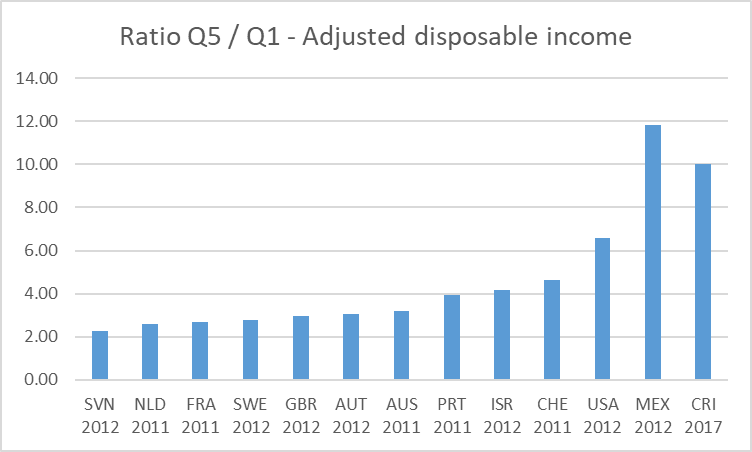 Ratio Q5 / Q1 - Adjusted disposable income
14.00
12.00
10.00
8.00
6.00
4.00
2.00
0.00
SVN NLD FRA SWE GBR AUT AUS PRT ISR CHE USA MEX CRI
2012 2011 2011 2012 2012 2012 2011 2011 2012 2011 2012 2012 2017